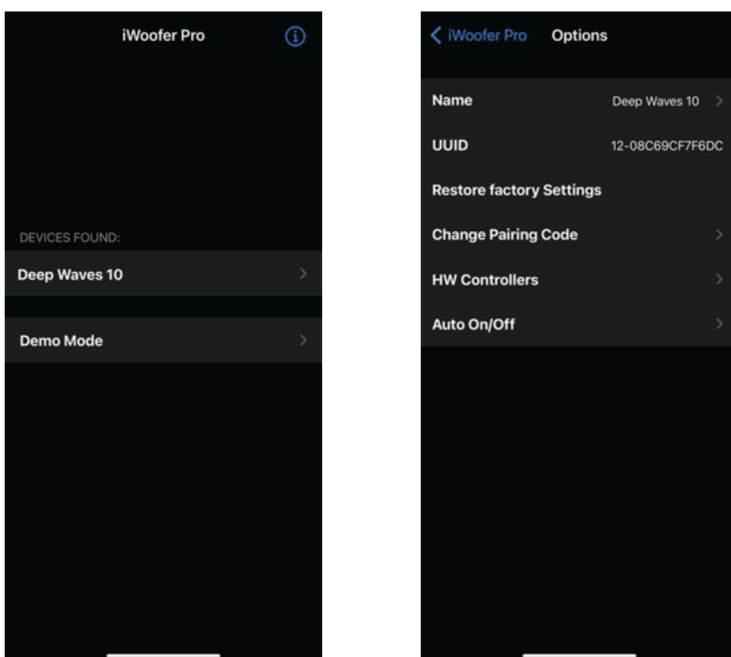 iWoofer Pro
DEVICES FOUND:
Deep Waves 10
Demo Mode
iWoofer Pro Options
Name Deep Waves 10
UUID 12-08C69CF7F6DC
Restore factory Settings
Change Pairing Code
HW Controllers
Auto On/Off